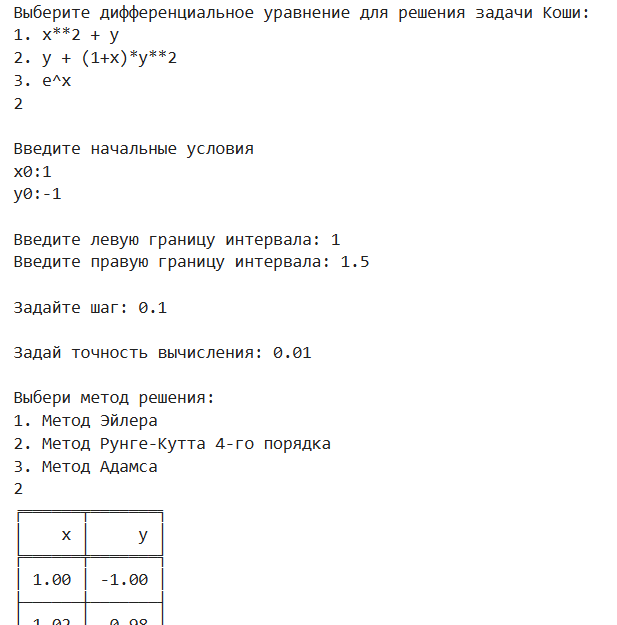 Выберите дифференциальное уравнение для решения задачи Коши:
1. x**2 + y
2. y + (1+x)*y**2
3. e^x
2
Введите начальные условия
x0:1
y0:-1
Введите левую границу интервала: 1
Введите правую границу интервала: 1.5
Задайте шаг: 0.1
Задай точность вычисления: 0.01
Выбери метод решения:
1. Метод Эйлера
2. Метод Рунге-Кутта 4-го порядка
3. Метод Адамса
2
x y
1.00 -1.00
1.02 -0.98